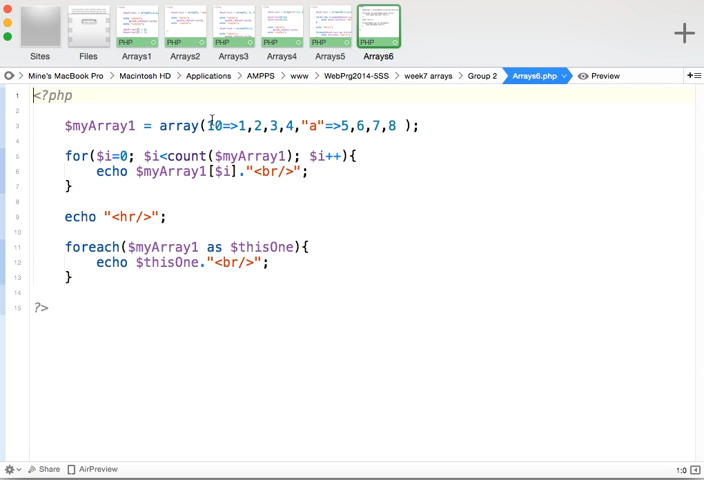 Sites Files Arrays1 Arrays2 Arrays3 Arrays4 Arrays5 Arrays6
PHP PHP PHP PHP PHP PHP
Mine's MacBook Pro Macintosh HD Applications AMPPS www WebPrg2014-5SS week7 arrays Group 2 Arrays6.php Preview
1 <?php
2
3 $myArray1 = array(10=>1,2,3,4,"a"=>5,6,7,8 );
4
5 for($i=0; $i<count($myArray1); $i++){
6 echo $myArray1[$i]."<br/>";
7 }
8
9 echo "<hr/>";
10
11 foreach($myArray1 as $thisOne){
12 echo $thisOne."<br/>";
13 }
14
15 ?>
Share AirPreview 1:0